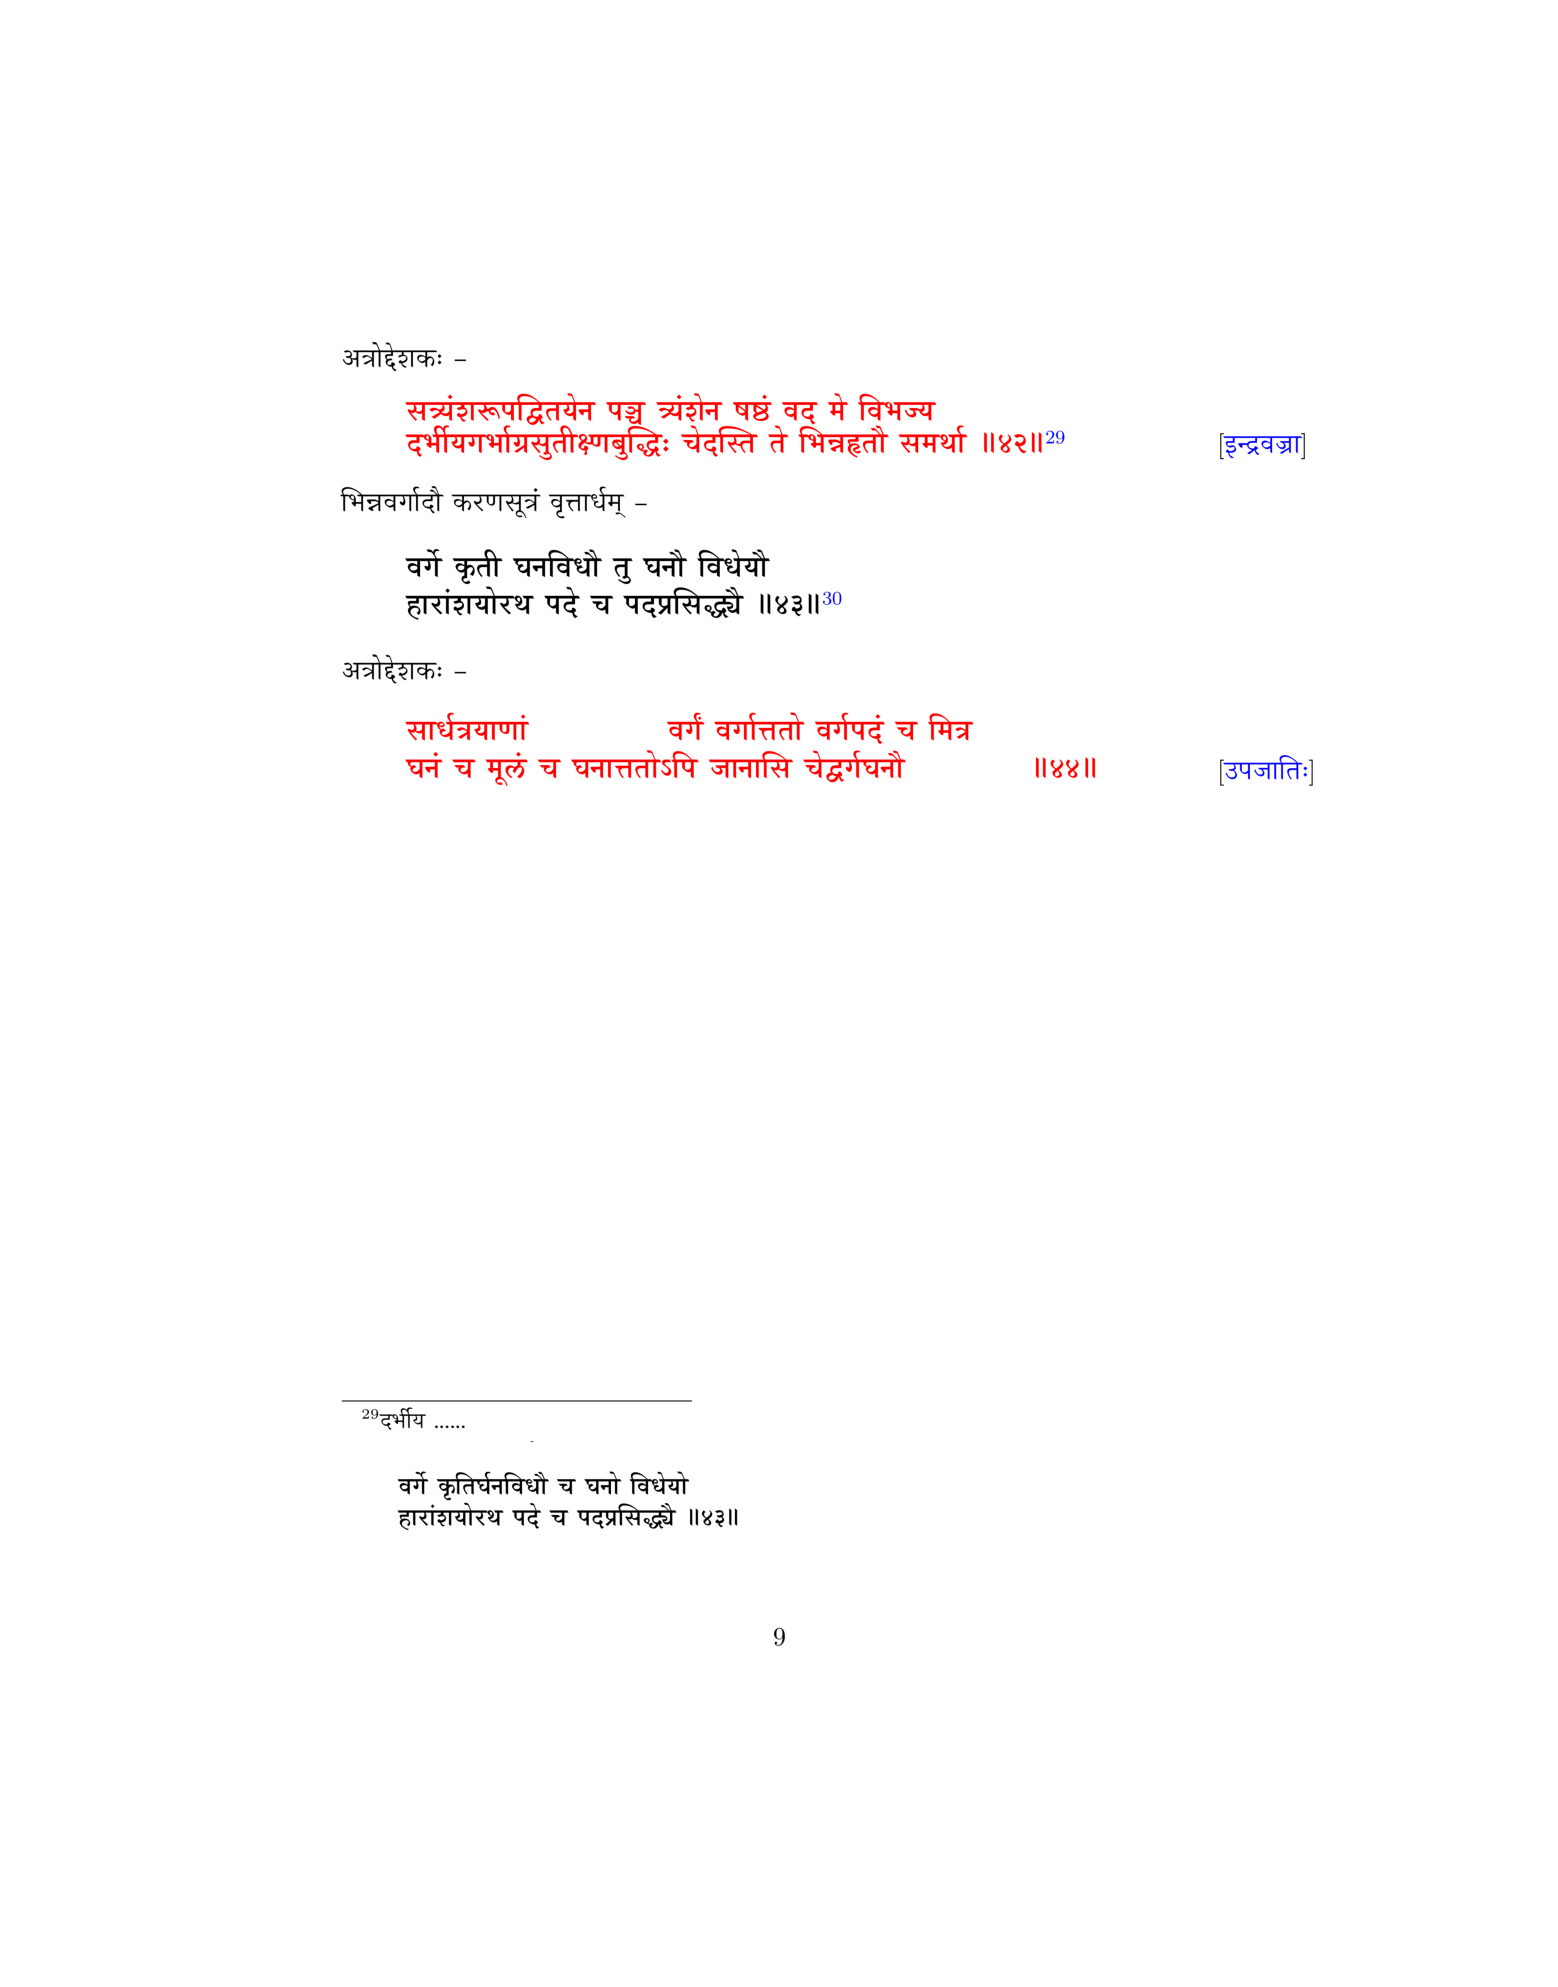 अत्रोद्देशकः –
सत्र्यंशरूपद्वितयेन पञ्च त्र्यंशेन षष्ठं वद मे विभज्य
दर्भीयगर्भाग्रसुतीक्ष्णबुद्धिः चेदस्ति ते भिन्नहृतौ समर्था ॥४२॥29 [इन्द्रवज्रा]
भिन्नवर्गादौ करणसूत्रं वृत्तार्धम् –
वर्गे कृती घनविधौ तु घनौ विधेयौ
हारांशयोरथ पदे च पदप्रसिद्ध्यै ॥४३॥30
अत्रोद्देशकः –
सार्धत्रयाणां वर्गं वर्गात्ततो वर्गपदं च मित्र
घनं च मूलं च घनात्ततोऽपि जानासि चेद्वर्गघनौ ॥४४॥ [उपजातिः]
29दर्भीय ......
वर्गे कृतिर्घनविधौ च घनो विधेयो
हारांशयोरथ पदे च पदप्रसिद्ध्यै ॥४३॥
9